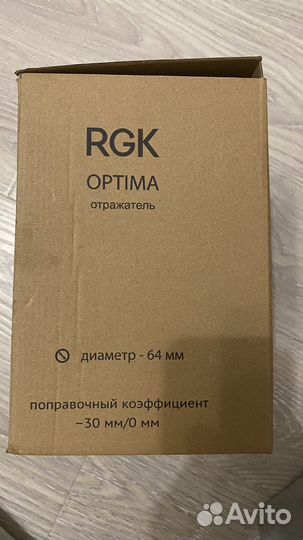 RGK
OPTIMA
отражатель
диаметр - 64 мм
поправочный коэффициент
−30 мм/0 мм
Avito